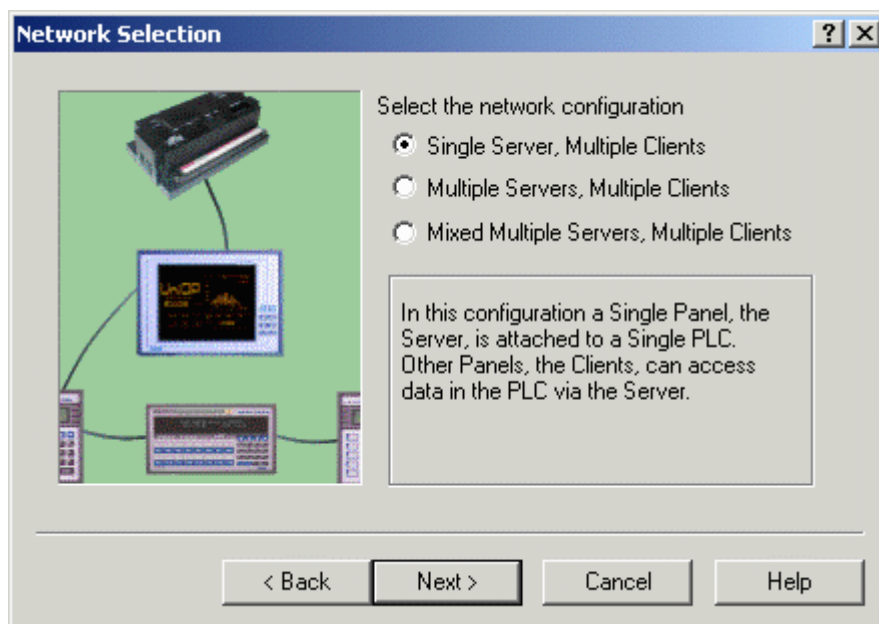 Network Selection
Select the network configuration
Single Server, Multiple Clients
Multiple Servers, Multiple Clients
Mixed Multiple Servers, Multiple Clients
UniOP
In this configuration a Single Panel, the
Server, is attached to a Single PLC.
Other Panels, the Clients, can access
data in the PLC via the Server.
< Back
Next >
Cancel
Help